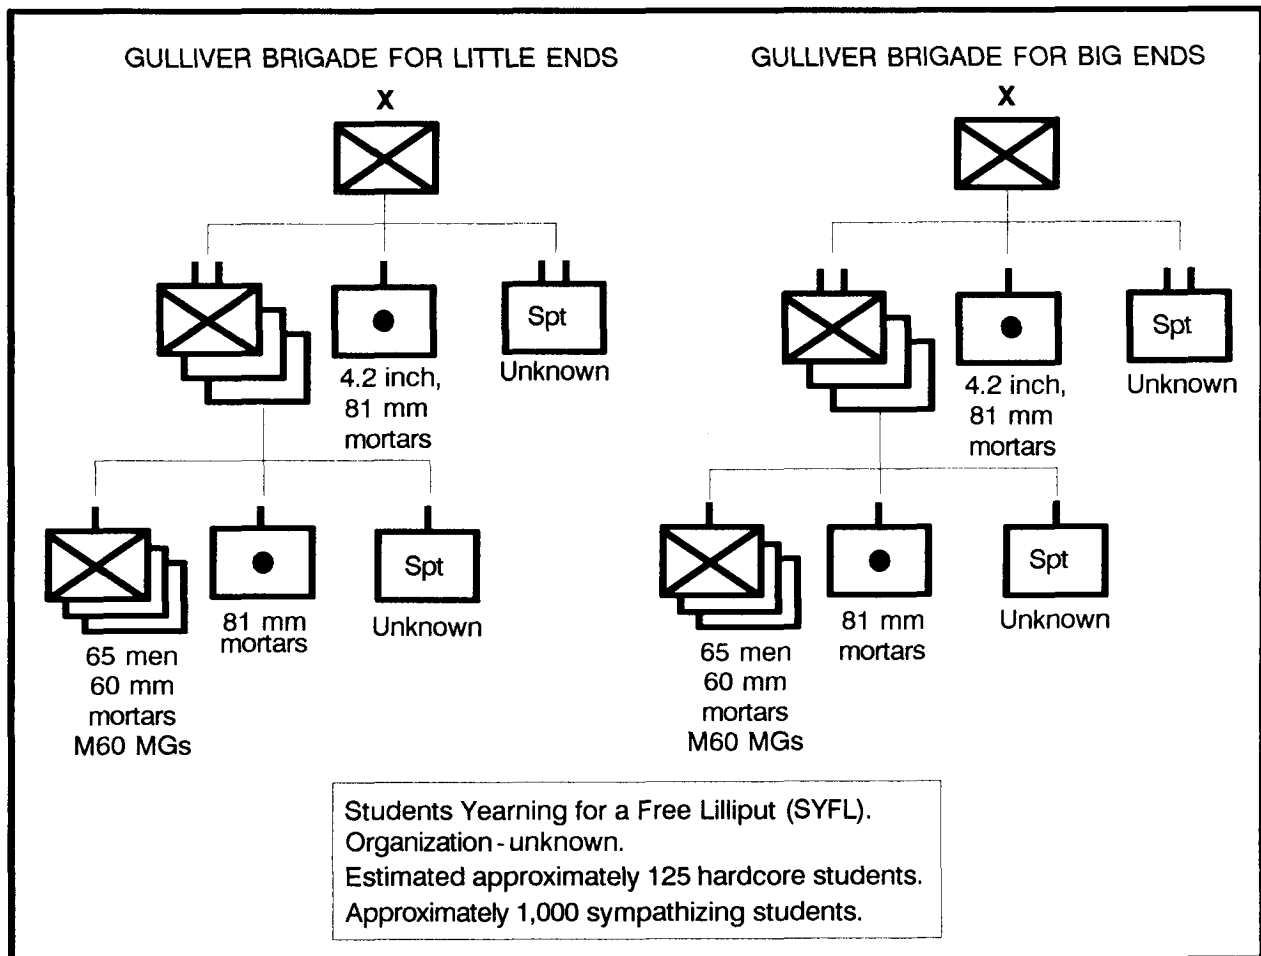 GULLIVER BRIGADE FOR LITTLE ENDS
X
Spt
4.2 inch,
81 mm
mortars
Unknown
Spt
65 men
60 mm
mortars
M60 MGs
81 mm
mortars
Unknown
GULLIVER BRIGADE FOR BIG ENDS
X
Spt
4.2 inch,
81 mm
mortars
Unknown
Spt
65 men
60 mm
mortars
M60 MGs
81 mm
mortars
Unknown
Students Yearning for a Free Lilliput (SYFL).
Organization - unknown.
Estimated approximately 125 hardcore students.
Approximately 1,000 sympathizing students.